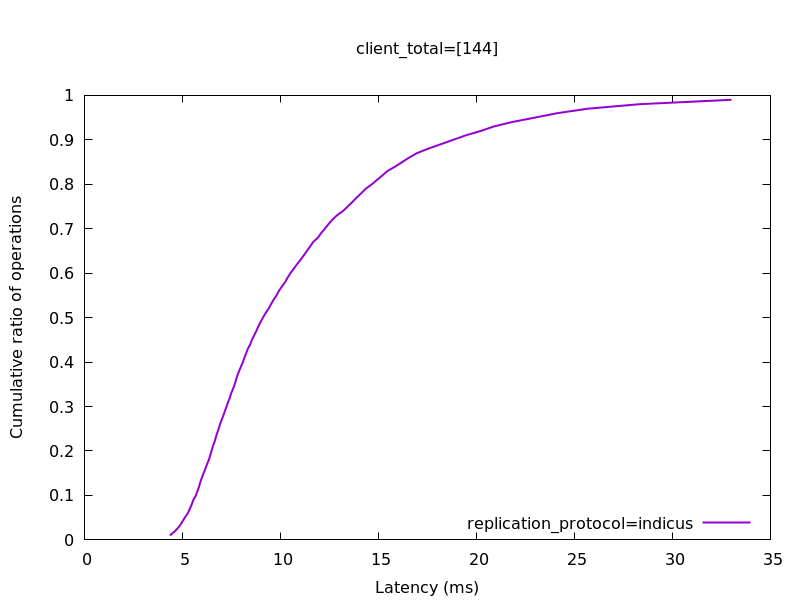 client_total=[144]
1
0.9
0.8
0.7
0.6
0.5
0.4
0.3
0.2
0.1
0
Cumulative ratio of operations
replication_protocol=indicus
0 5 10 15 20 25 30 35
Latency (ms)